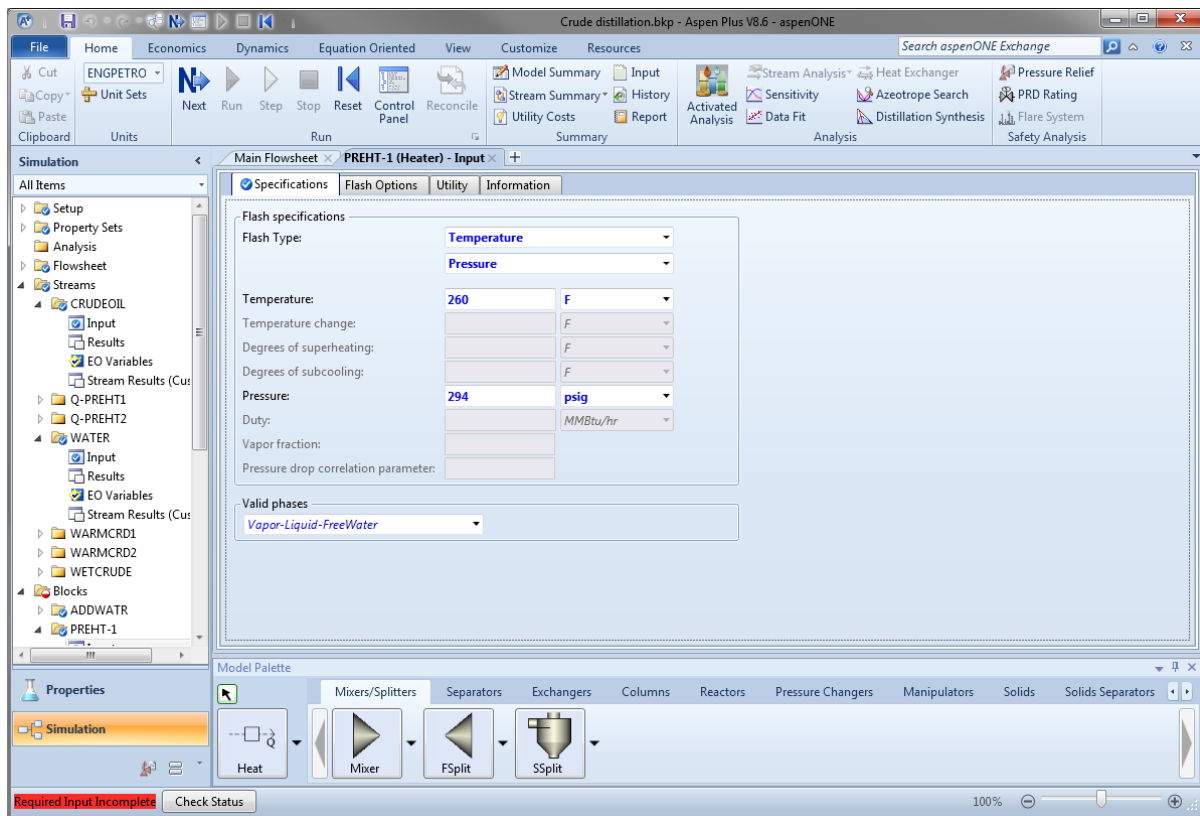 Crude distillation.bkp - Aspen Plus V8.6 - aspenONE
File Home Economics Dynamics Equation Oriented View Customize Resources Search aspenONE Exchange
Cut ENGPETRO Model Summary Input Stream Analysis Heat Exchanger Pressure Relief
Copy Unit Sets Next Run Step Stop Reset Control Panel Reconcile Stream Summary History Activated Analysis Sensitivity Azeotrope Search PRD Rating
Paste Utility Costs Report Data Fit Distillation Synthesis Flare System
Clipboard Units Run Summary Analysis Safety Analysis
Simulation
All Items
Setup
Property Sets
Analysis
Flowsheet
Streams
CRUDEOIL
Input
Results
EO Variables
Stream Results (Cus
Q-PREHT1
Q-PREHT2
WATER
Input
Results
EO Variables
Stream Results (Cus
WARMCRD1
WARMCRD2
WETCRUDE
Blocks
ADDWATR
PREHT-1
Properties
Simulation
Main Flowsheet PREHT-1 (Heater) - Input
Specifications Flash Options Utility Information
Flash specifications
Flash Type: Temperature
Pressure
Temperature: 260 F
Temperature change: F
Degrees of superheating: F
Degrees of subcooling: F
Pressure: 294 psig
Duty: MMBtu/hr
Vapor fraction:
Pressure drop correlation parameter:
Valid phases
Vapor-Liquid-FreeWater
Model Palette
Mixers/Splitters Separators Exchangers Columns Reactors Pressure Changers Manipulators Solids Solids Separators
Q
Heat Mixer FSplit SSplit
Required Input Incomplete Check Status 100%